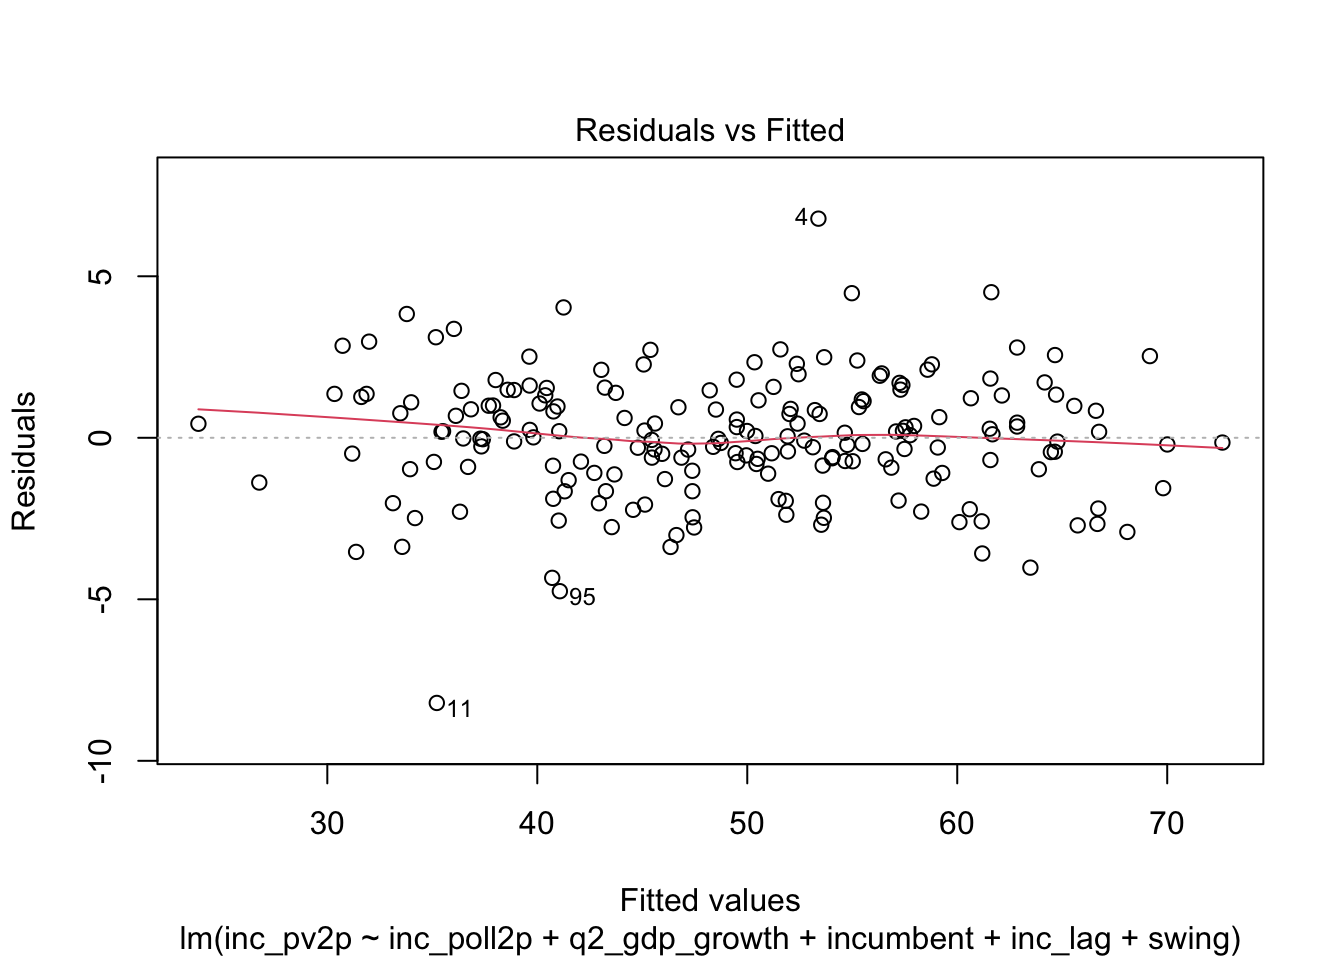 Residuals vs Fitted
Residuals
5
0
-5
-10
4
95
11
30 40 50 60 70
Fitted values
lm(inc_pv2p ~ inc_poll2p + q2_gdp_growth + incumbent + inc_lag + swing)